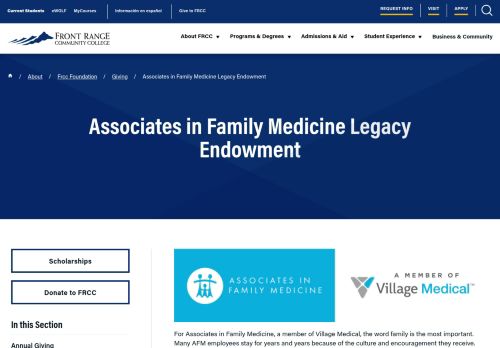 Current Students eWOLF MyCourses Información en español Give to FRCC REQUEST INFO VISIT APPLY
FRONT RANGE
COMMUNITY COLLEGE
About FRCC Programs & Degrees Admissions & Aid Student Experience Business & Community
/ About / Frcc Foundation / Giving / Associates in Family Medicine Legacy Endowment
Associates in Family Medicine Legacy
Endowment
Scholarships
Donate to FRCC
In this Section
Annual Giving
ASSOCIATES IN
FAMILY MEDICINE
A MEMBER OF
Village Medical™
For Associates in Family Medicine, a member of Village Medical, the word family is the most important.
Many AFM employees stay for years and years because of the culture and encouragement they receive.